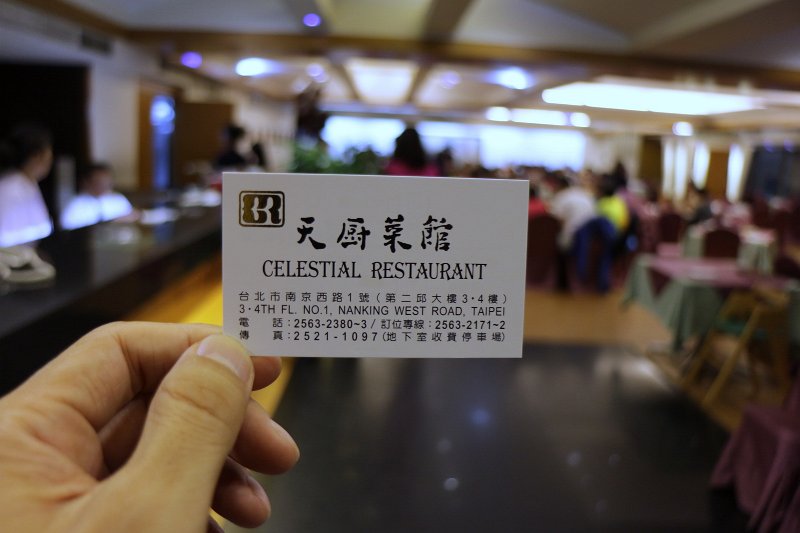 天厨菜館
CELESTIAL RESTAURANT
台北市南京西路1號(第二邱大樓3·4樓)
3·4TH FL. NO.1, NANKING WEST ROAD, TAIPEI
電話:2563-2380~3/訂位專線:2563-2171~2
傳真:2521-1097(地下室收費停車場)